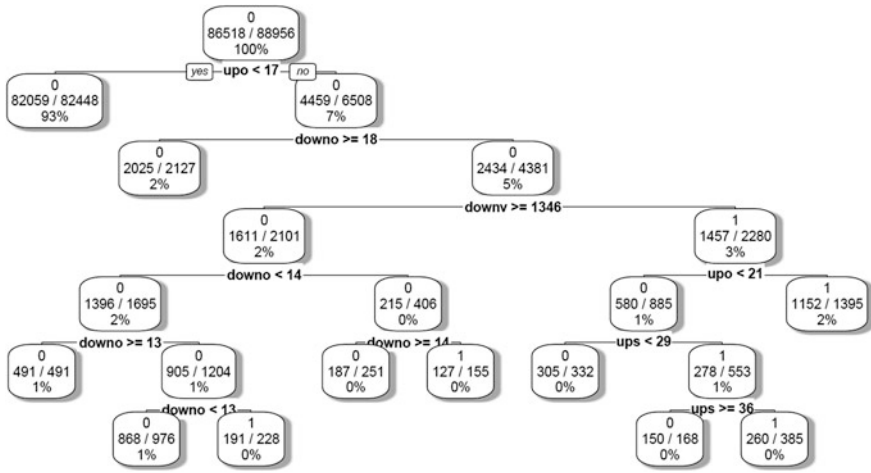 0
86518 / 88956
100%
yes upo < 17 no
0
82059 / 82448
93%
0
4459 / 6508
7%
downo >= 18
0
2025 / 2127
2%
0
2434 / 4381
5%
downv >= 1346
0
1611 / 2101
2%
1
1457 / 2280
3%
downo < 14
upo < 21
0
1396 / 1695
2%
0
215 / 406
0%
0
580 / 885
1%
1
1152 / 1395
2%
downo >= 13
downo >= 14
ups < 29
0
491 / 491
1%
0
905 / 1204
1%
0
187 / 251
0%
1
127 / 155
0%
0
305 / 332
0%
1
278 / 553
1%
downo < 13
ups >= 36
0
868 / 976
1%
1
191 / 228
0%
0
150 / 168
0%
1
260 / 385
0%